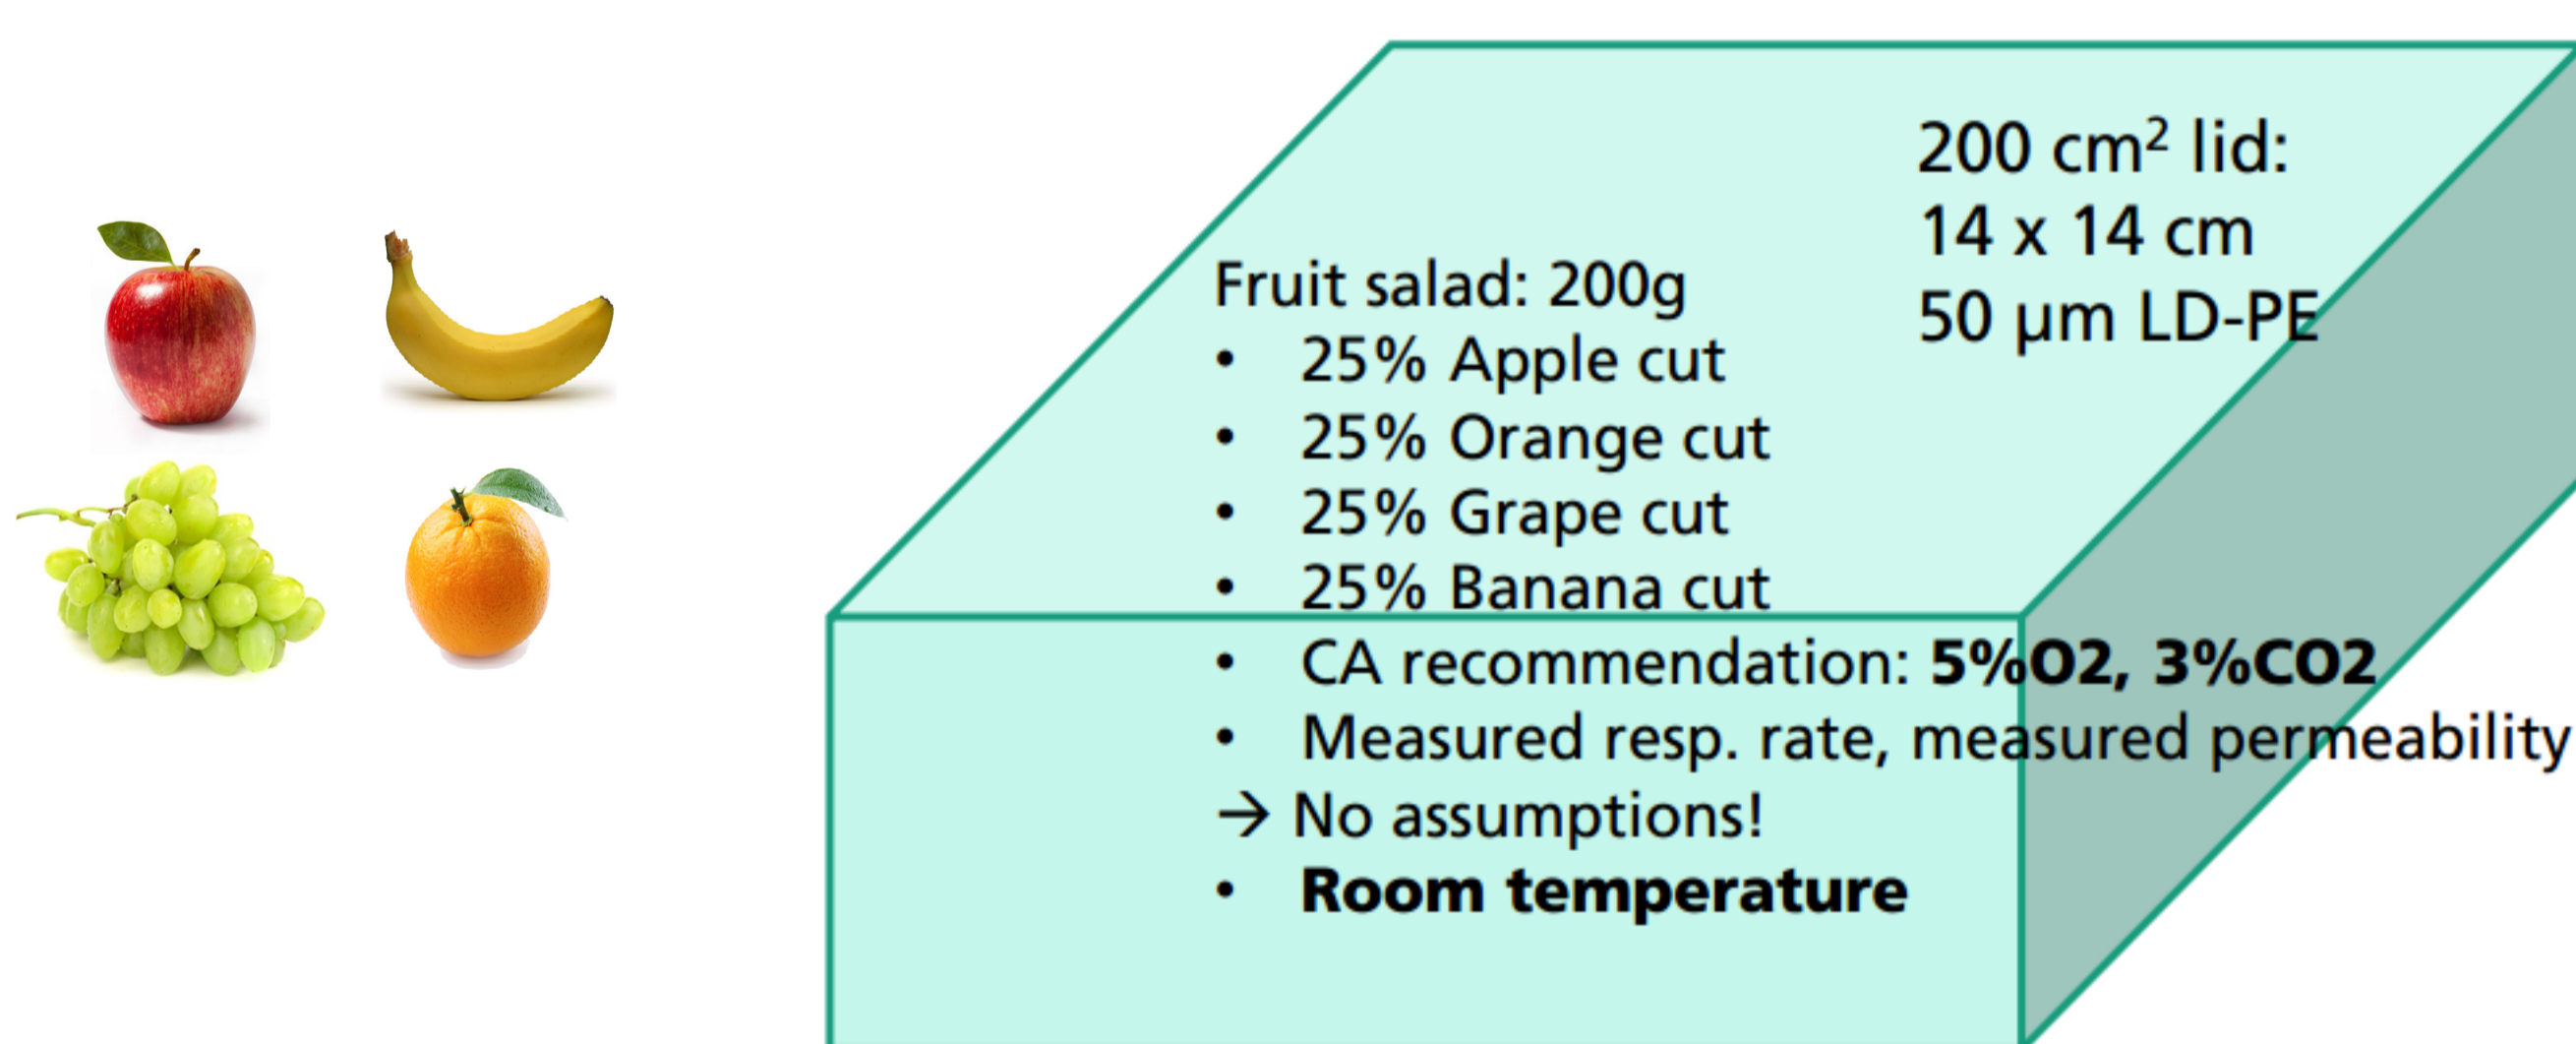 200 cm² lid:
14 x 14 cm
50 µm LD-PE
Fruit salad: 200g
• 25% Apple cut
• 25% Orange cut
• 25% Grape cut
• 25% Banana cut
• CA recommendation: 5%O2, 3%CO2
• Measured resp. rate, measured permeability
→ No assumptions!
• Room temperature